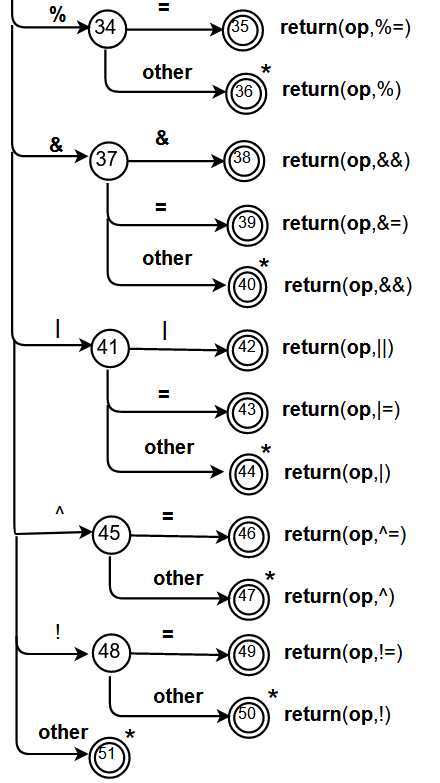 % 34 = 35 return(op,%=)
other 36 * return(op,%)
& 37 & 38 return(op,&&)
= 39 return(op,&=)
other 40 * return(op,&&)
| 41 | 42 return(op,||)
= 43 return(op,|=)
other 44 * return(op,|)
^ 45 = 46 return(op,^=)
other 47 * return(op,^)
! 48 = 49 return(op,!=)
other 50 * return(op,!)
other 51 *